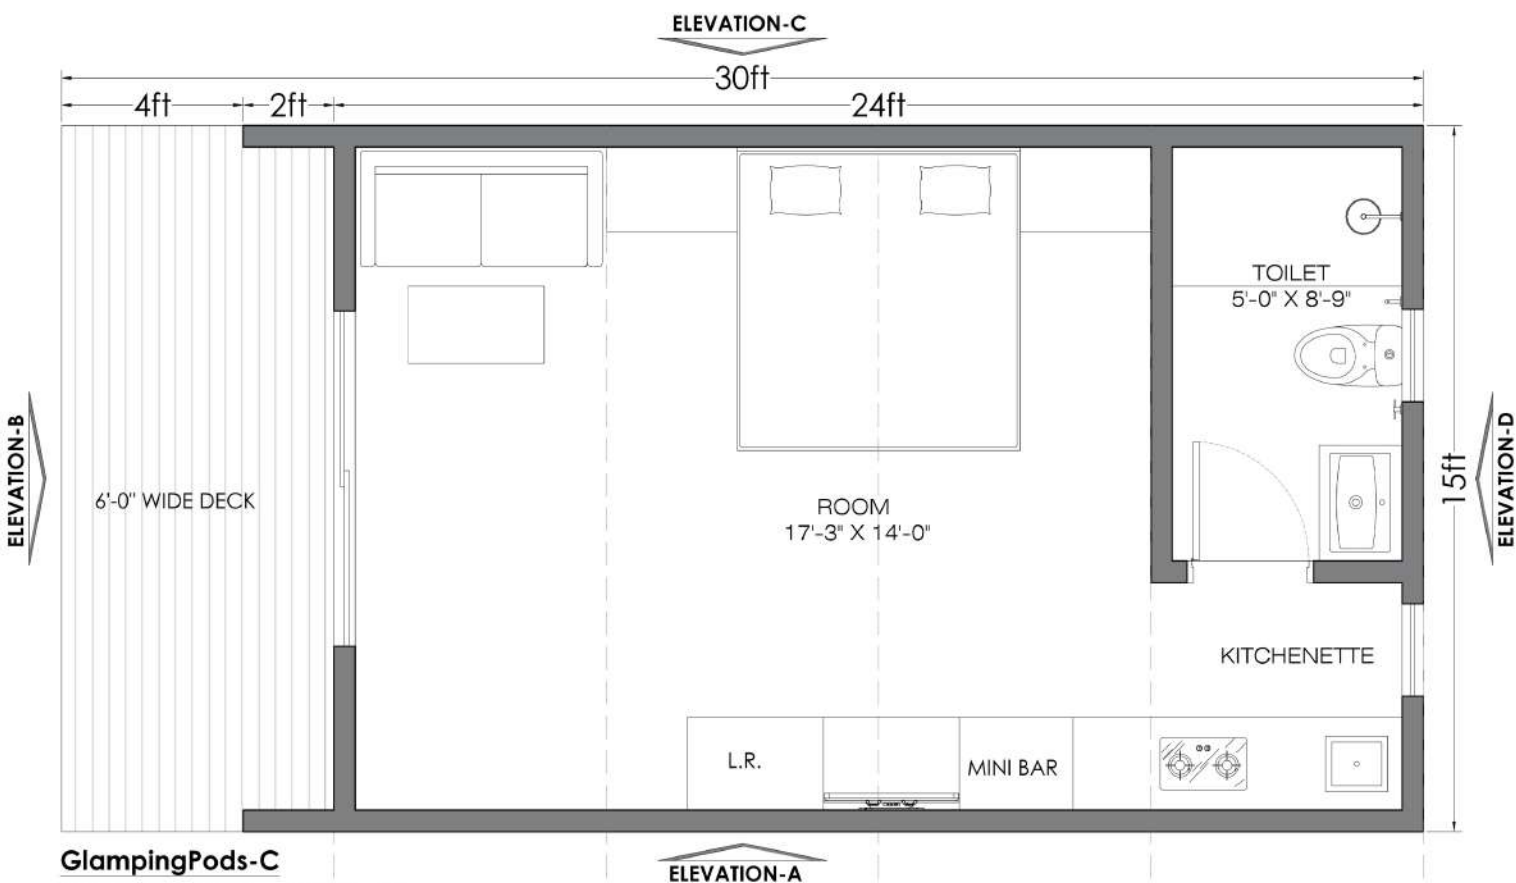 ELEVATION-C
30ft
4ft
2ft
24ft
TOILET
5'-0" X 8'-9"
ELEVATION-B
ELEVATION-D
15ft
6'-0" WIDE DECK
ROOM
17'-3" X 14'-0"
KITCHENETTE
L.R.
MINI BAR
GlampingPods-C
ELEVATION-A